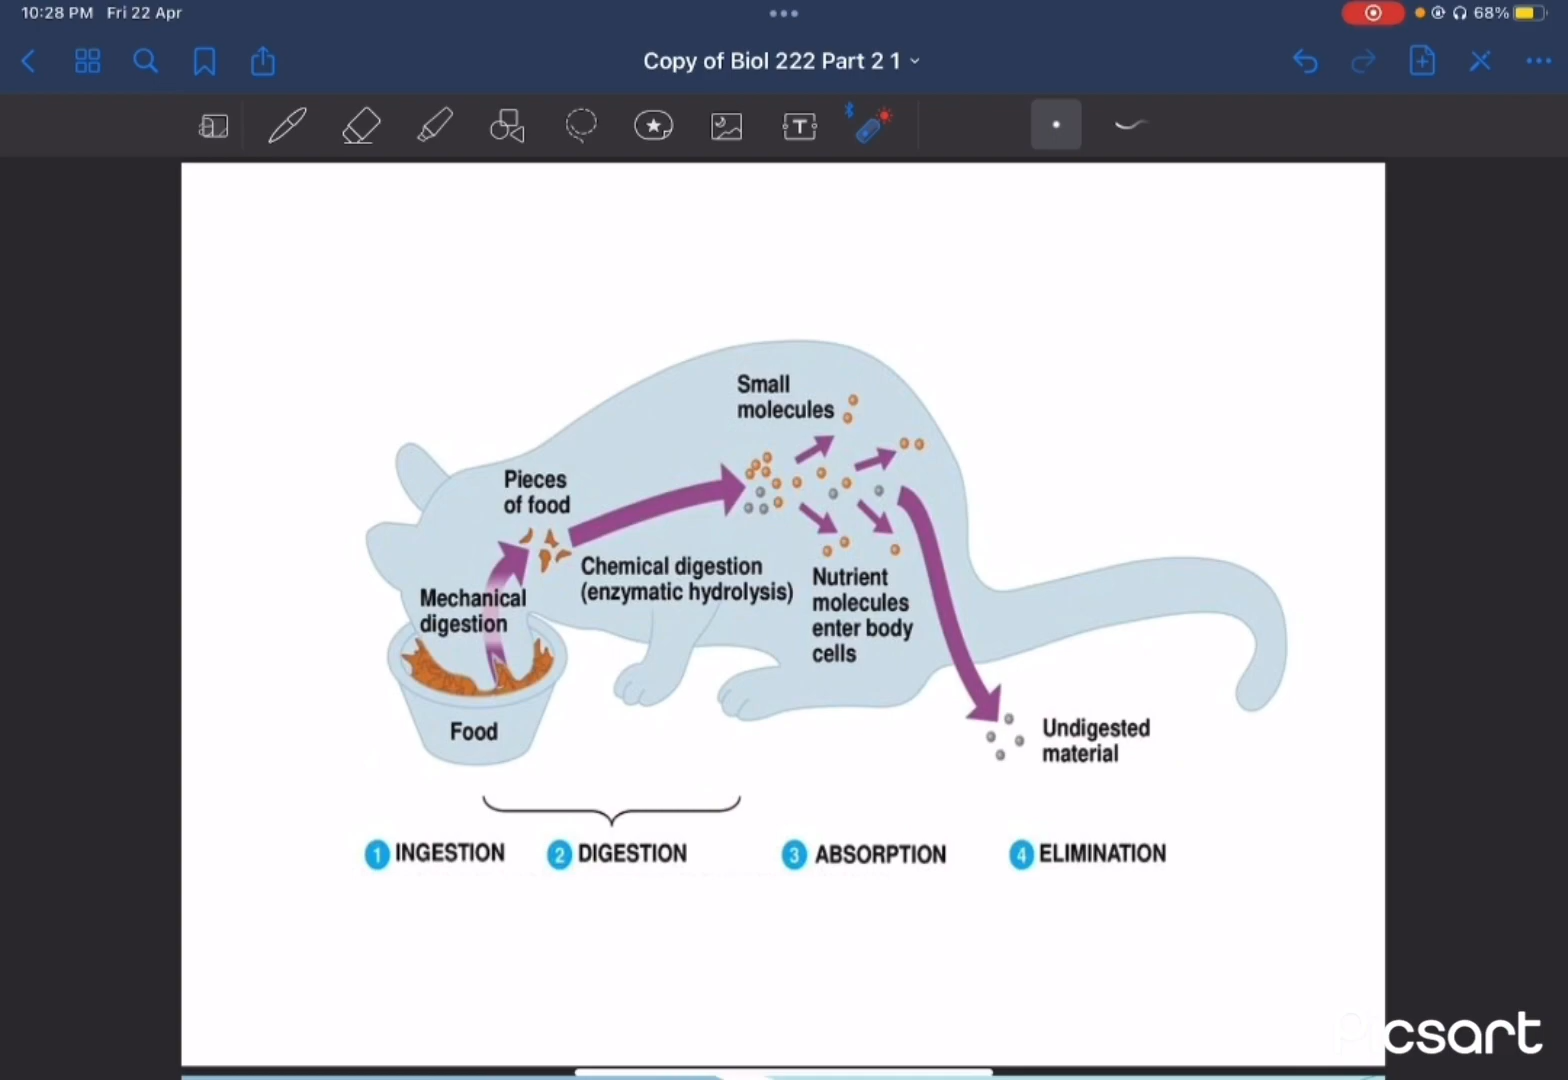 10:28 PM Fri 22 Apr
68%
Copy of Biol 222 Part 2 1
T
Small
molecules
Pieces
of food
Chemical digestion
(enzymatic hydrolysis)
Mechanical
digestion
Nutrient
molecules
enter body
cells
Food
Undigested
material
1 INGESTION
2 DIGESTION
3 ABSORPTION
4 ELIMINATION
Picsart